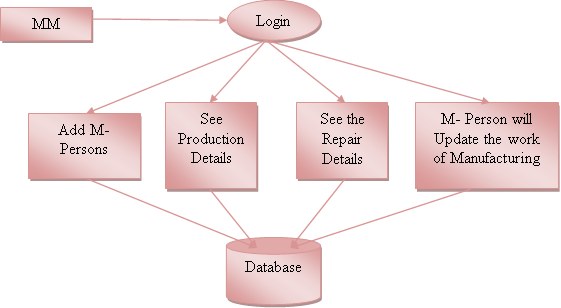 MM
Login
Add M-
Persons
See
Production
Details
See the
Repair
Details
M- Person will
Update the work
of Manufacturing
Database